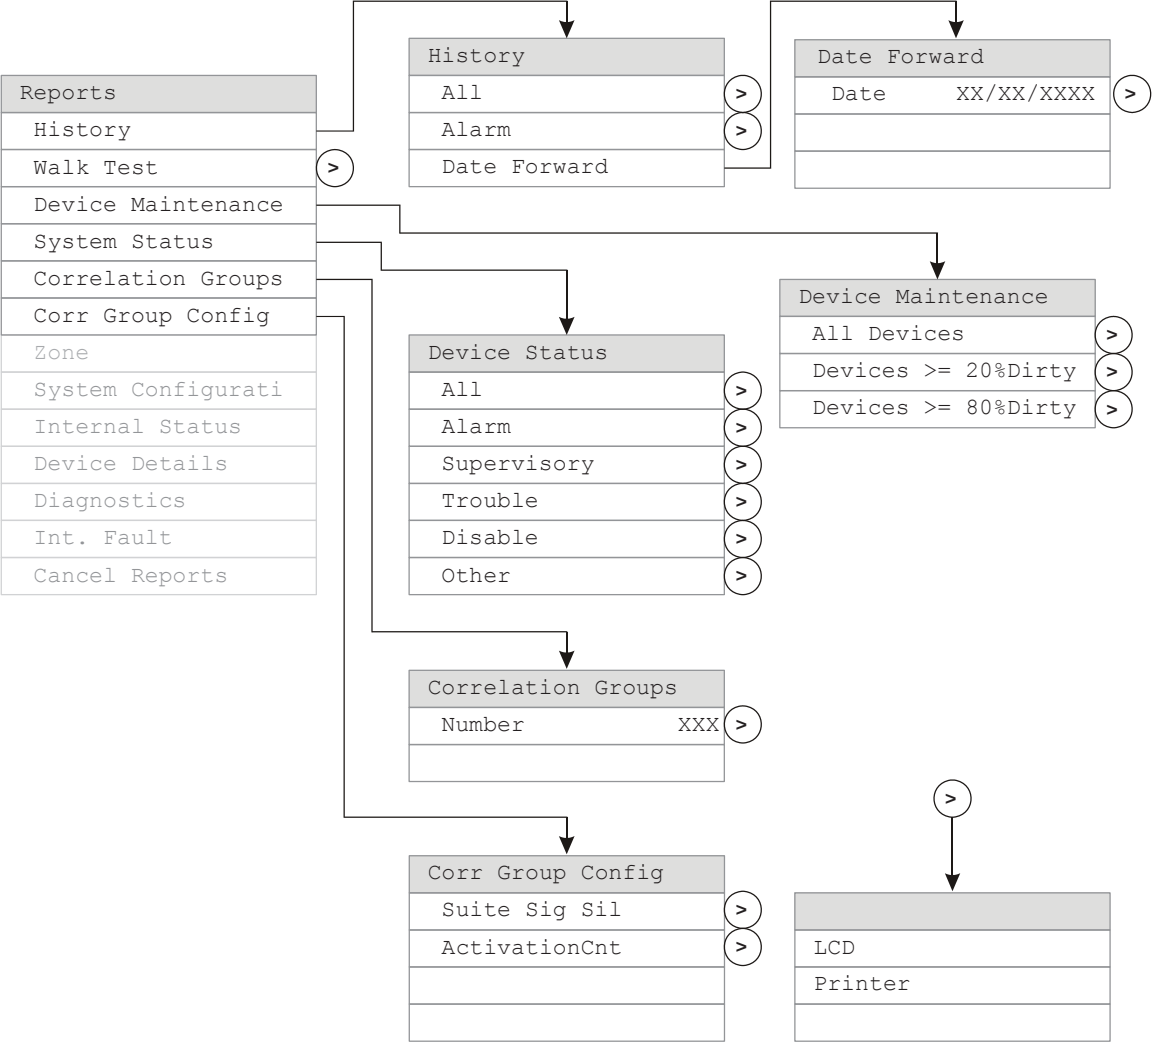 Reports
History
Walk Test >
Device Maintenance
System Status
Correlation Groups
Corr Group Config
Zone
System Configurati
Internal Status
Device Details
Diagnostics
Int. Fault
Cancel Reports
History
All >
Alarm >
Date Forward
Date Forward
Date XX/XX/XXXX >
Device Maintenance
All Devices >
Devices >= 20%Dirty >
Devices >= 80%Dirty >
Device Status
All >
Alarm >
Supervisory >
Trouble >
Disable >
Other >
Correlation Groups
Number XXX >
Corr Group Config
Suite Sig Sil >
ActivationCnt >
>
LCD
Printer